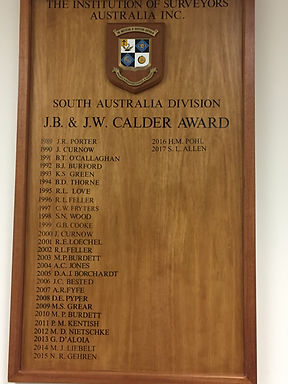 THE INSTITUTION OF SURVEYORS
AUSTRALIA INC.
SOUTH AUSTRALIA DIVISION
J.B. & J.W. CALDER AWARD
1989 J.R. PORTER
1990 J. CURNOW
1991 B.T. O'CALLAGHAN
1992 B.J. BURFORD
1993 K.S. GREEN
1994 B.D. THORNE
1995 R.L. LOVE
1996 R.L. FELLER
1997 C.W. FRYTERS
1998 S.N. WOOD
1999 G.B. COOKE
2000 J. CURNOW
2001 R.E. LOECHEL
2002 R.L. FELLER
2003 M.P. BURDETT
2004 A.C. JONES
2005 D.A.J. BORCHARDT
2006 J.C. BESTED
2007 A.R. FYFE
2008 D.E. PYPER
2009 M.S. GREAR
2010 M.P. BURDETT
2011 P.M. KENTISH
2012 M.D. NIETSCHKE
2013 G. D'ALOIA
2014 M.J. LIEBELT
2015 N.R. GEHREN
2016 H.M. POHL
2017 S.L. ALLEN